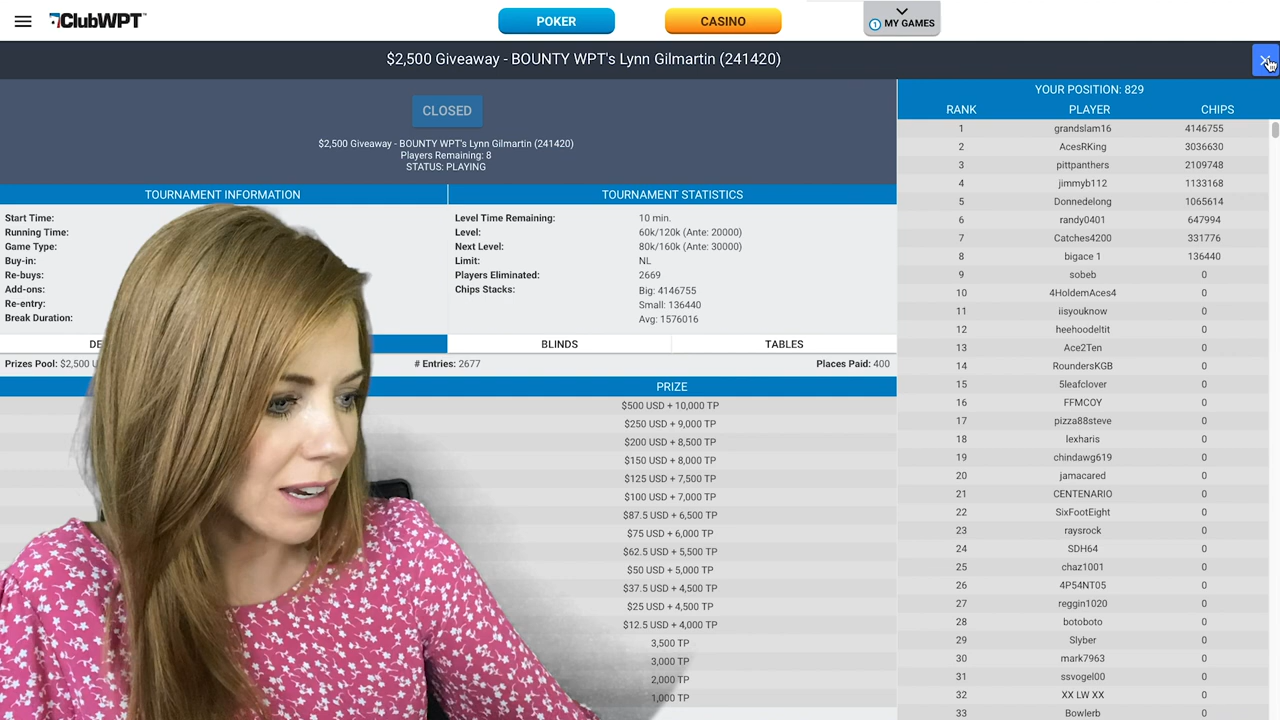 ClubWPT™
POKER
CASINO
1 MY GAMES
$2,500 Giveaway - BOUNTY WPT's Lynn Gilmartin (241420)
CLOSED
$2,500 Giveaway - BOUNTY WPT's Lynn Gilmartin (241420)
Players Remaining: 8
STATUS: PLAYING
TOURNAMENT INFORMATION
Start Time:
Running Time:
Game Type:
Buy-in:
Re-buys:
Add-ons:
Re-entry:
Break Duration:
TOURNAMENT STATISTICS
Level Time Remaining: 10 min.
Level: 60k/120k (Ante: 20000)
Next Level: 80k/160k (Ante: 30000)
Limit: NL
Players Eliminated: 2669
Chips Stacks: Big: 4146755
Small: 136440
Avg: 1576016
DE
BLINDS
TABLES
Prizes Pool: $2,500 U
# Entries: 2677
Places Paid: 400
PRIZE
$500 USD + 10,000 TP
$250 USD + 9,000 TP
$200 USD + 8,500 TP
$150 USD + 8,000 TP
$125 USD + 7,500 TP
$100 USD + 7,000 TP
$87.5 USD + 6,500 TP
$75 USD + 6,000 TP
$62.5 USD + 5,500 TP
$50 USD + 5,000 TP
$37.5 USD + 4,500 TP
$25 USD + 4,500 TP
$12.5 USD + 4,000 TP
3,500 TP
3,000 TP
2,000 TP
1,000 TP
YOUR POSITION: 829
RANK PLAYER CHIPS
1 grandslam16 4146755
2 AcesRKing 3036630
3 pittpanthers 2109748
4 jimmyb112 1133168
5 Donnedelong 1065614
6 randy0401 647994
7 Catches4200 331776
8 bigace 1 136440
9 sobeb 0
10 4HoldemAces4 0
11 iisyouknow 0
12 heehoodeltit 0
13 Ace2Ten 0
14 RoundersKGB 0
15 5leafclover 0
16 FFMCOY 0
17 pizza88steve 0
18 lexharis 0
19 chindawg619 0
20 jamacared 0
21 CENTENARIO 0
22 SixFootEight 0
23 raysrock 0
24 SDH64 0
25 chaz1001 0
26 4P54NT05 0
27 reggin1020 0
28 botoboto 0
29 Slyber 0
30 mark7963 0
31 ssvogel00 0
32 XX LW XX 0
33 Bowlerb 0